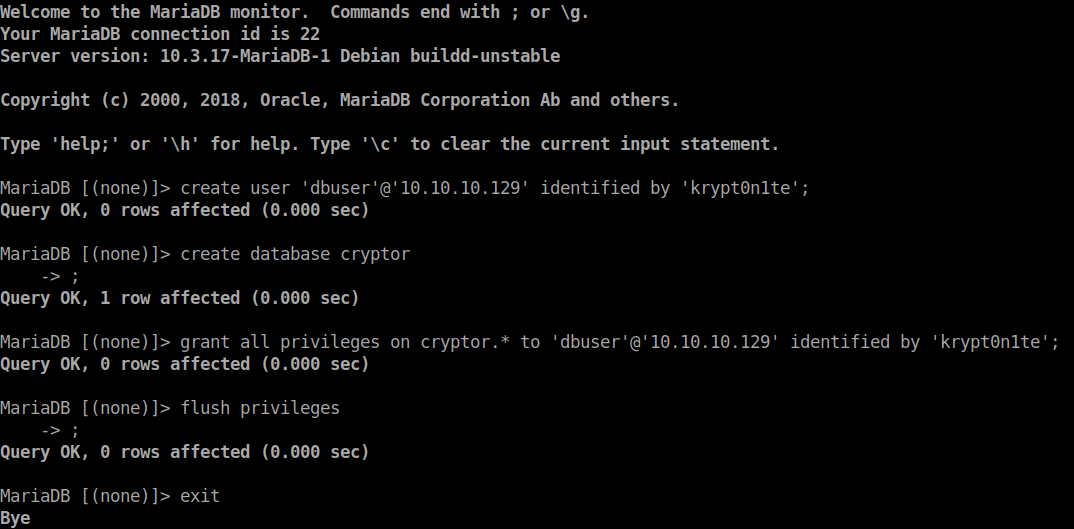 Welcome to the MariaDB monitor.  Commands end with ; or \g.
Your MariaDB connection id is 22
Server version: 10.3.17-MariaDB-1 Debian buildd-unstable
Copyright (c) 2000, 2018, Oracle, MariaDB Corporation Ab and others.
Type 'help;' or '\h' for help. Type '\c' to clear the current input statement.
MariaDB [(none)]> create user 'dbuser'@'10.10.10.129' identified by 'krypt0n1te';
Query OK, 0 rows affected (0.000 sec)
MariaDB [(none)]> create database cryptor
    -> ;
Query OK, 1 row affected (0.000 sec)
MariaDB [(none)]> grant all privileges on cryptor.* to 'dbuser'@'10.10.10.129' identified by 'krypt0n1te';
Query OK, 0 rows affected (0.000 sec)
MariaDB [(none)]> flush privileges
    -> ;
Query OK, 0 rows affected (0.000 sec)
MariaDB [(none)]> exit
Bye